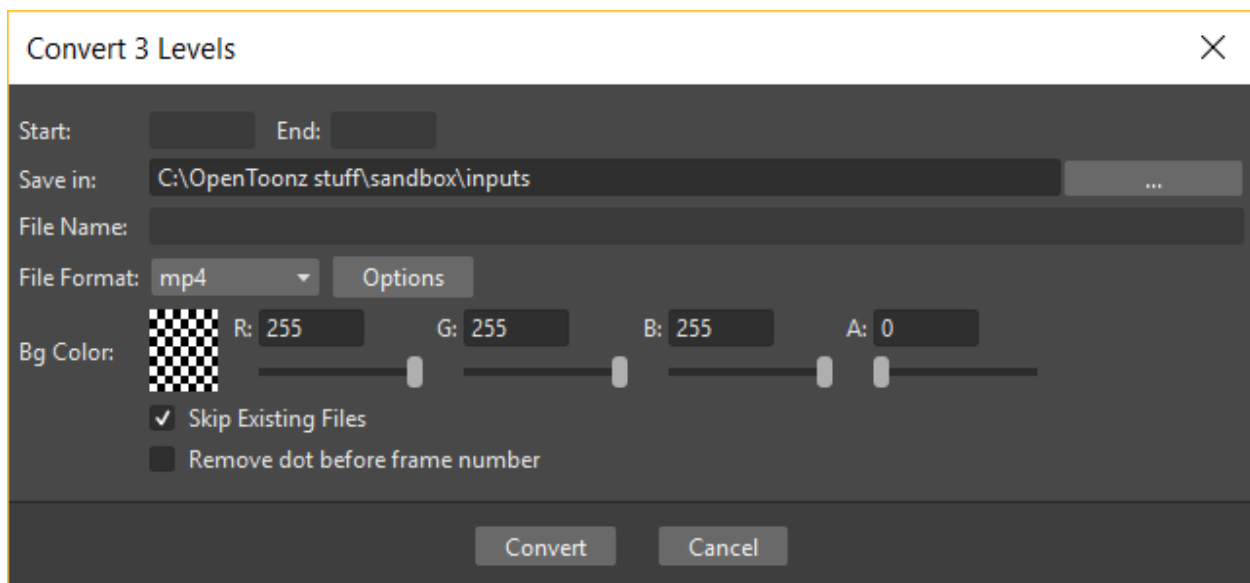 Convert 3 Levels
Start: End:
Save in: C:\OpenToonz stuff\sandbox\inputs ...
File Name:
File Format: mp4 Options
Bg Color: R: 255 G: 255 B: 255 A: 0
Skip Existing Files
Remove dot before frame number
Convert Cancel